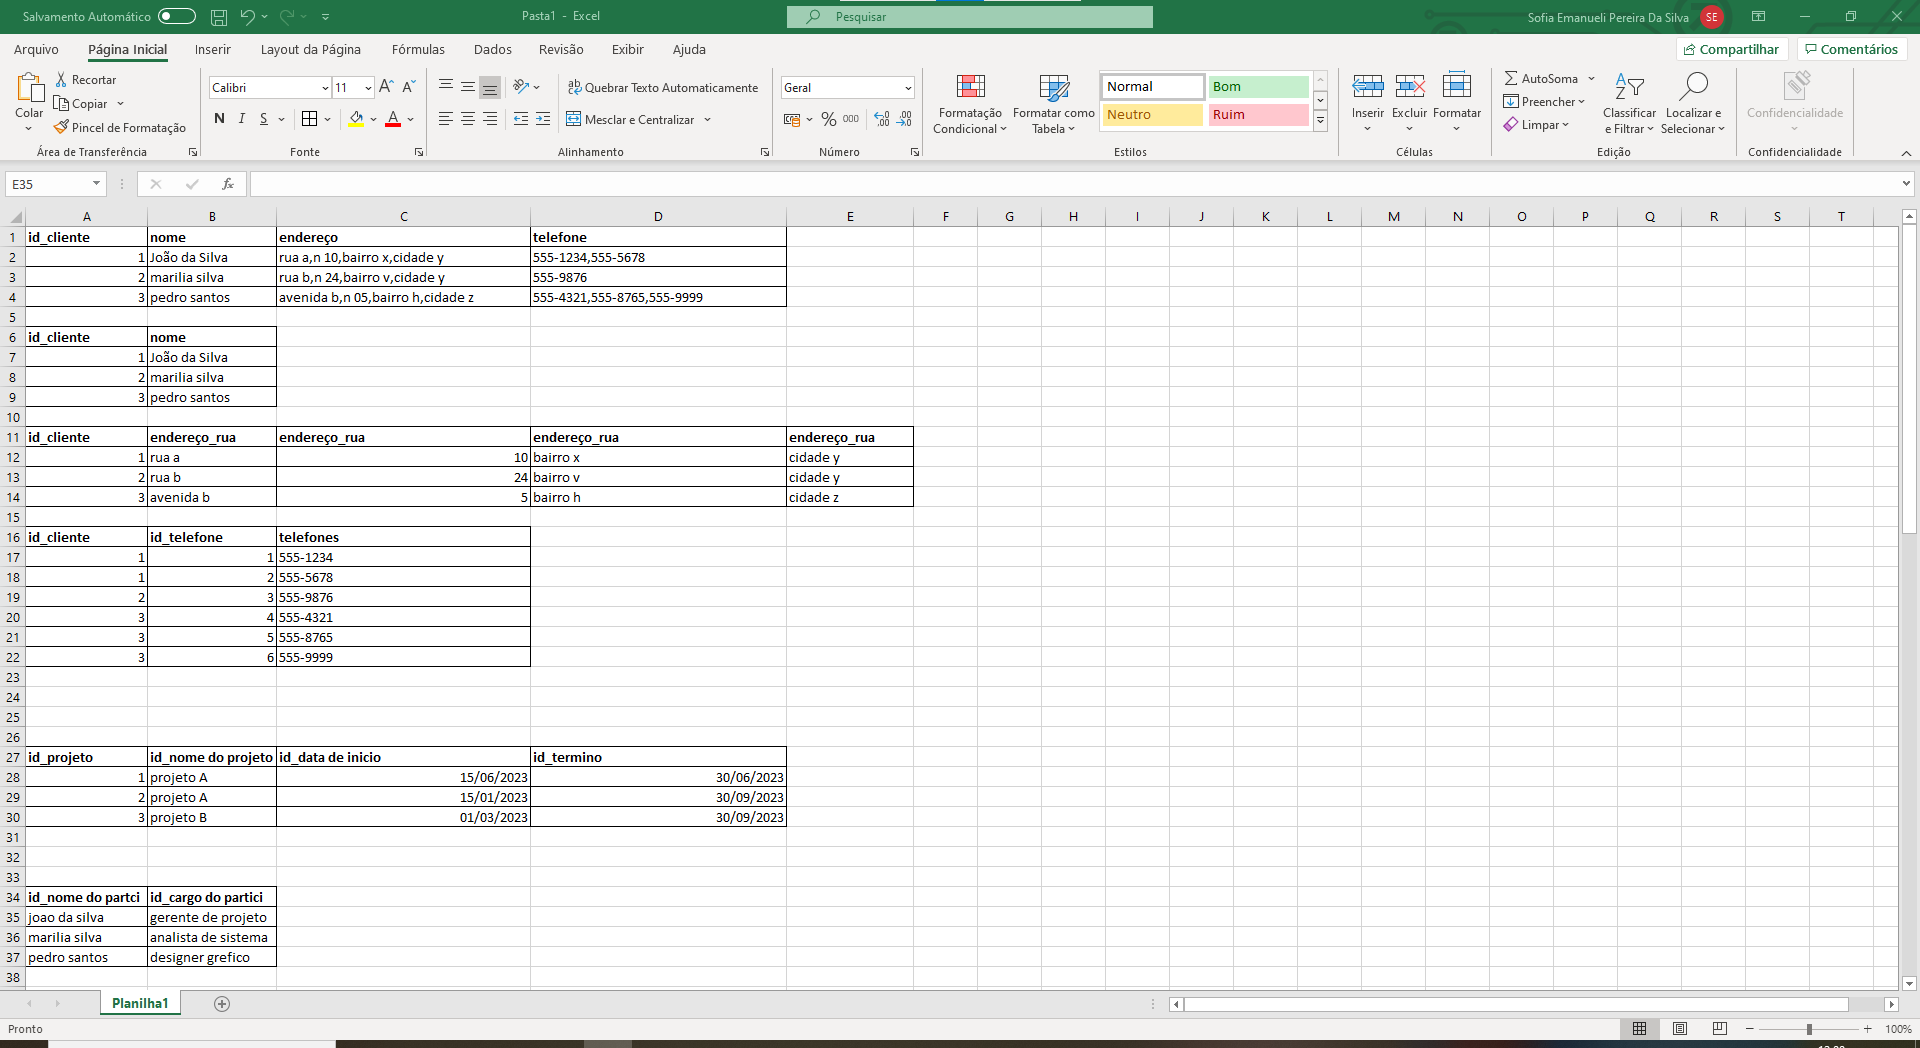 Salvamento Automático
Pasta1 - Excel
Pesquisar
Sofia Emanueli Pereira Da Silva
SE
Arquivo
Página Inicial
Inserir
Layout da Página
Fórmulas
Dados
Revisão
Exibir
Ajuda
Compartilhar
Comentários
Colar
Recortar
Copiar
Pincel de Formatação
Área de Transferência
Calibri
11
N I S
Fonte
Quebrar Texto Automaticamente
Mesclar e Centralizar
Alinhamento
Geral
% 000
Número
Formatação Condicional
Formatar como Tabela
Normal
Bom
Neutro
Ruim
Estilos
Inserir
Excluir
Formatar
Células
AutoSoma
Preencher
Limpar
Classificar e Filtrar
Localizar e Selecionar
Edição
Confidencialidade
Confidencialidade
E35
fx
A B C D E F G H I J K L M N O P Q R S T
1 id_cliente nome endereço telefone
2 1 João da Silva rua a,n 10,bairro x,cidade y 555-1234,555-5678
3 2 marilia silva rua b,n 24,bairro v,cidade y 555-9876
4 3 pedro santos avenida b,n 05,bairro h,cidade z 555-4321,555-8765,555-9999
5
6 id_cliente nome
7 1 João da Silva
8 2 marilia silva
9 3 pedro santos
10
11 id_cliente endereço_rua endereço_rua endereço_rua endereço_rua
12 1 rua a 10 bairro x cidade y
13 2 rua b 24 bairro v cidade y
14 3 avenida b 5 bairro h cidade z
15
16 id_cliente id_telefone telefones
17 1 1 555-1234
18 1 2 555-5678
19 2 3 555-9876
20 3 4 555-4321
21 3 5 555-8765
22 3 6 555-9999
23
24
25
26
27 id_projeto id_nome do projeto id_data de inicio id_termino
28 1 projeto A 15/06/2023 30/06/2023
29 2 projeto A 15/01/2023 30/09/2023
30 3 projeto B 01/03/2023 30/09/2023
31
32
33
34 id_nome do partci id_cargo do partici
35 joao da silva gerente de projeto
36 marilia silva analista de sistema
37 pedro santos designer grefico
38
Planilha1
Pronto
100%